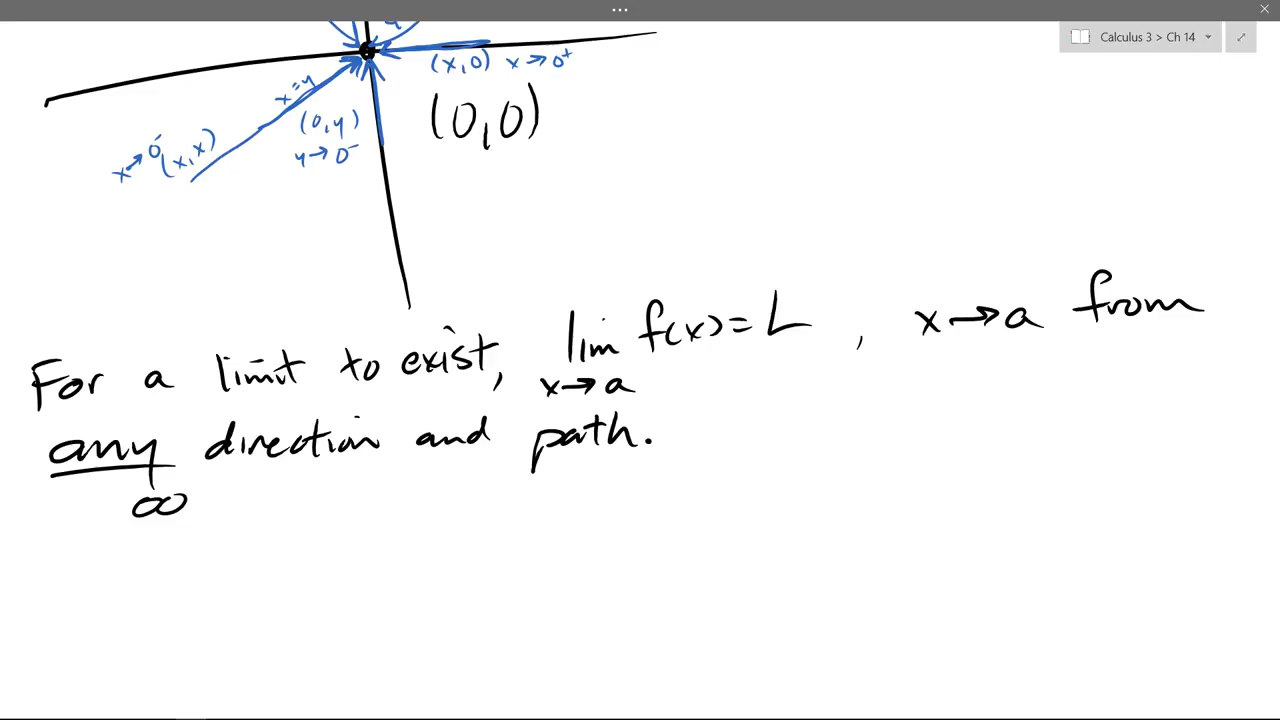 Calculus 3 > Ch 14
(x,0) x→0⁺
x=y
(0,0)
(0,y)
x→0⁻ (x,x)
y→0⁻
For a limit to exist, lim f(x)=L , x→a from
x→a
any direction and path.
∞